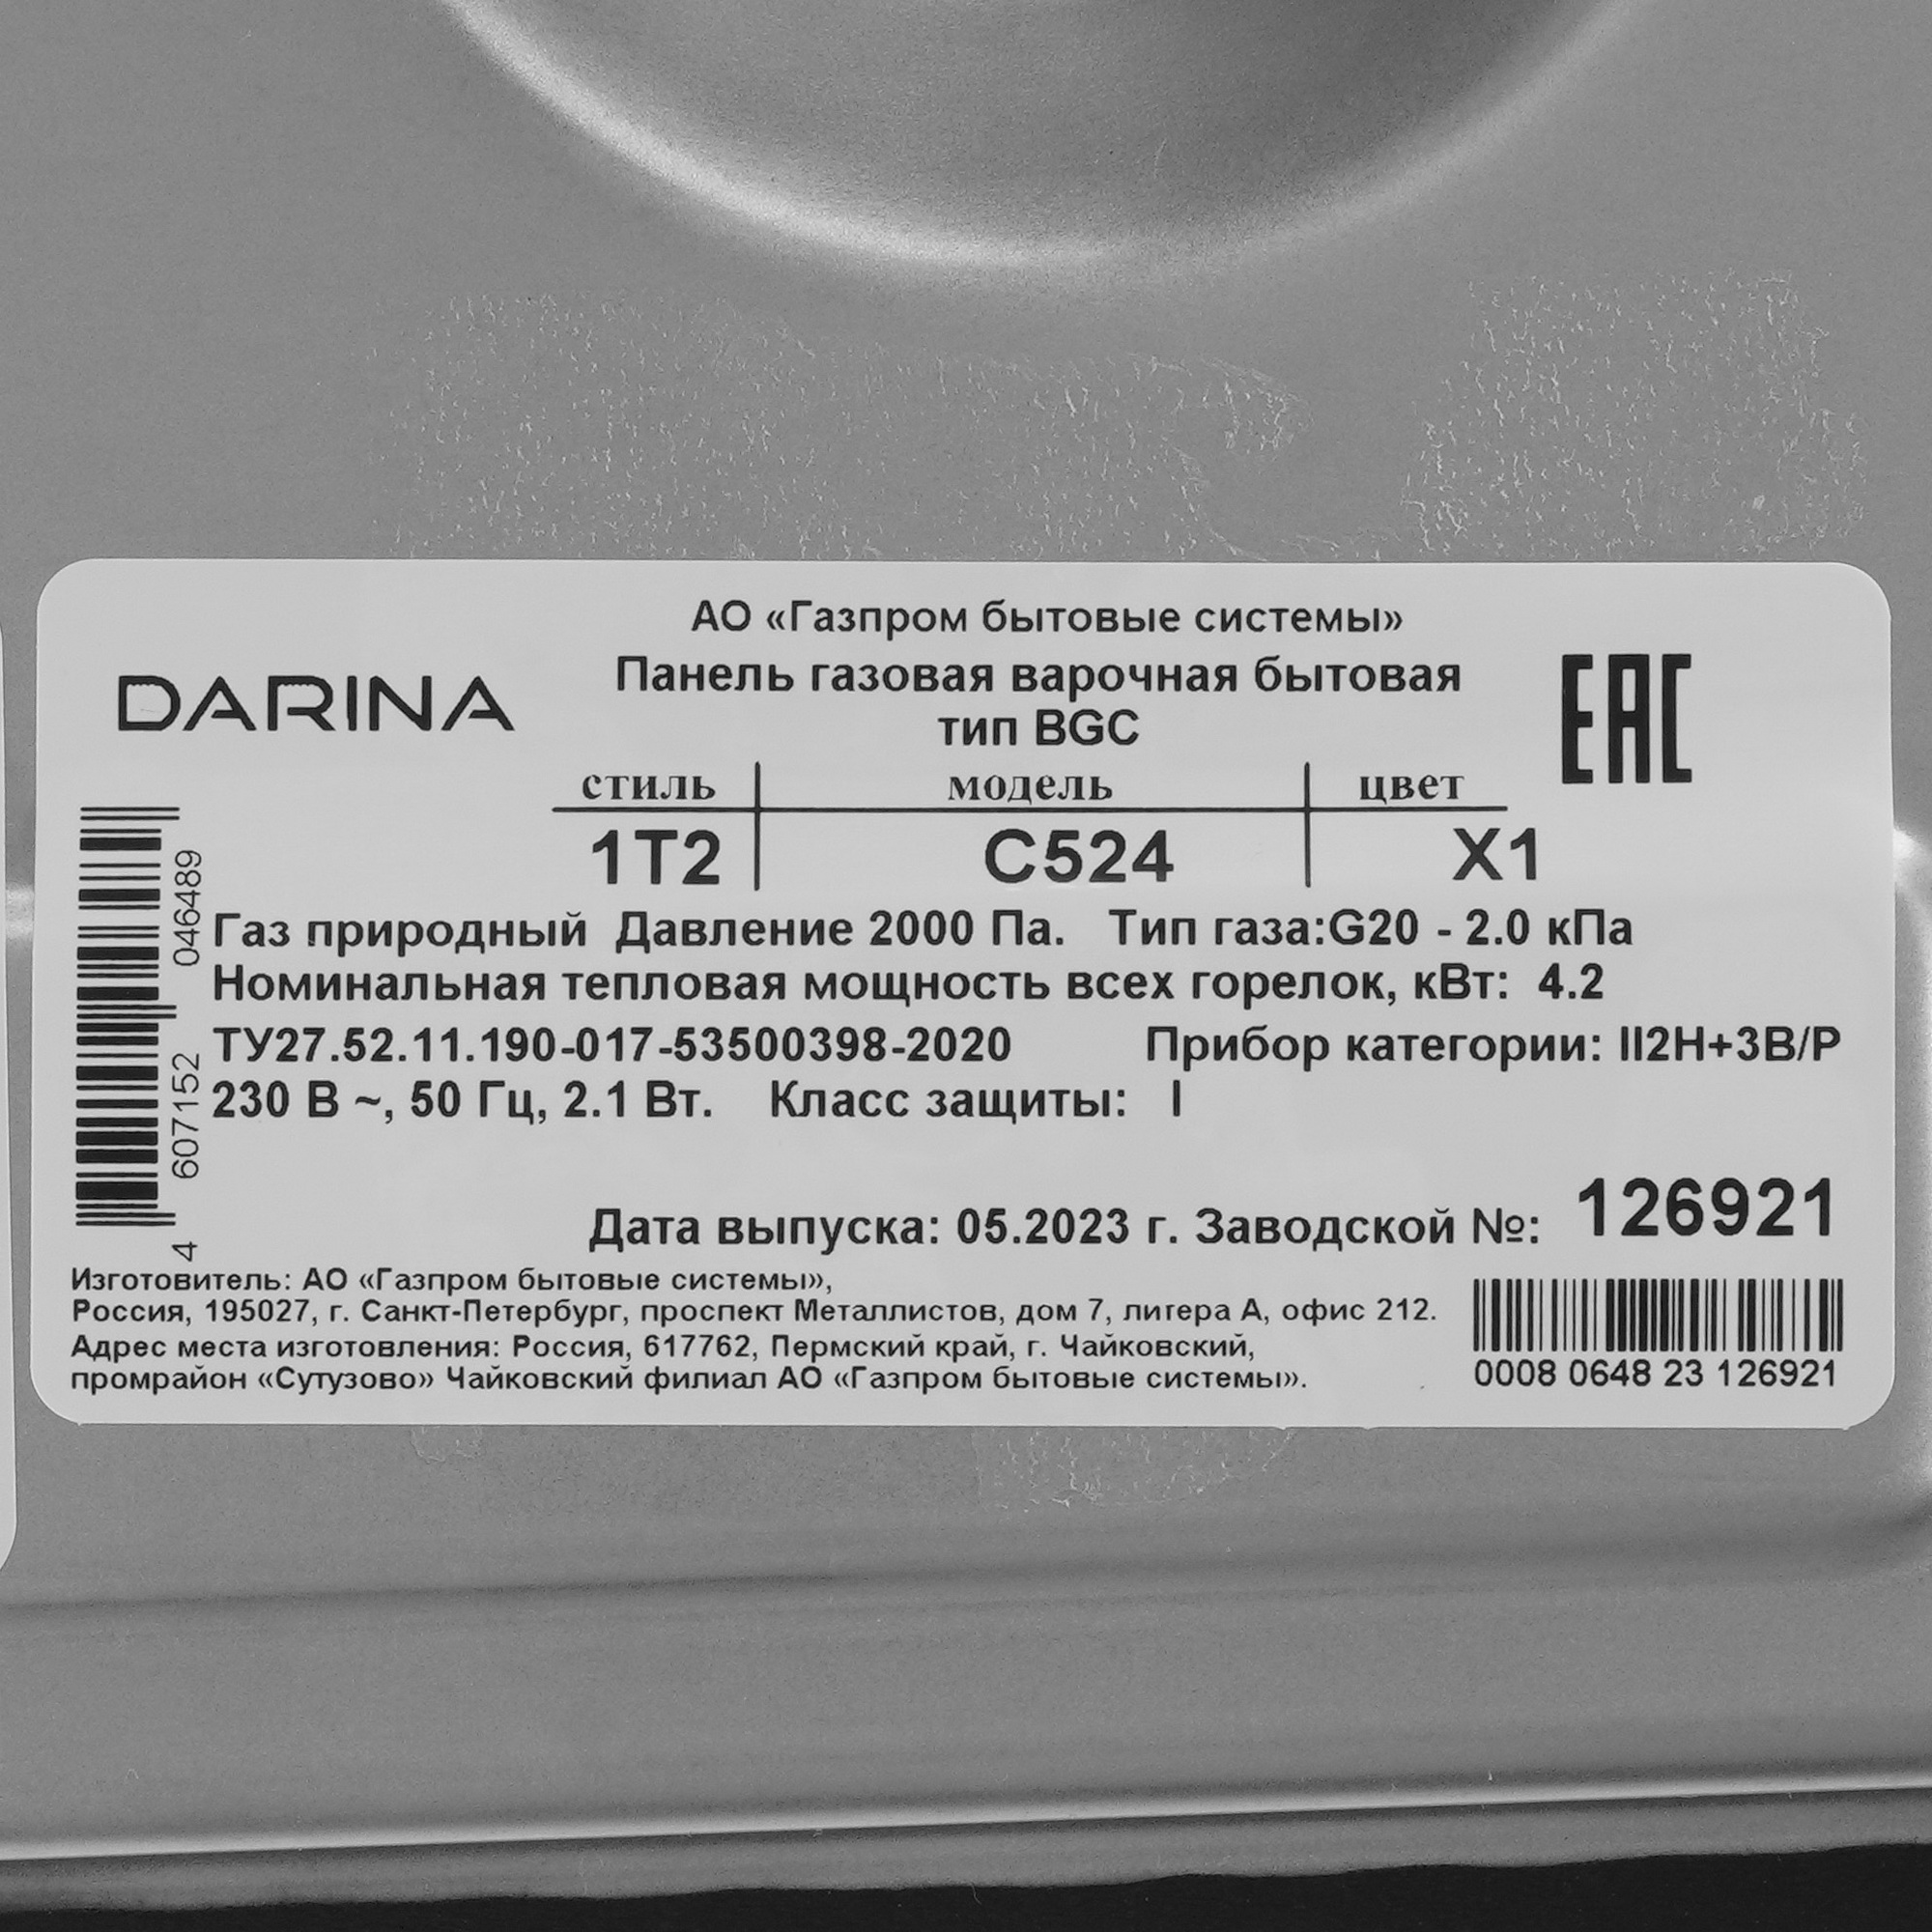 АО «Газпром бытовые системы»
DARINA
Панель газовая варочная бытовая
тип BGC
EAC
стиль модель цвет
1T2 C524 X1
Газ природный Давление 2000 Па. Тип газа:G20 - 2.0 кПа
Номинальная тепловая мощность всех горелок, кВт: 4.2
ТУ27.52.11.190-017-53500398-2020 Прибор категории: II2H+3B/P
230 В ~, 50 Гц, 2.1 Вт. Класс защиты: I
4 607152 046489
Дата выпуска: 05.2023 г. Заводской №: 126921
Изготовитель: АО «Газпром бытовые системы»,
Россия, 195027, г. Санкт-Петербург, проспект Металлистов, дом 7, литера А, офис 212.
Адрес места изготовления: Россия, 617762, Пермский край, г. Чайковский,
промрайон «Сутузово» Чайковский филиал АО «Газпром бытовые системы».
0008 0648 23 126921